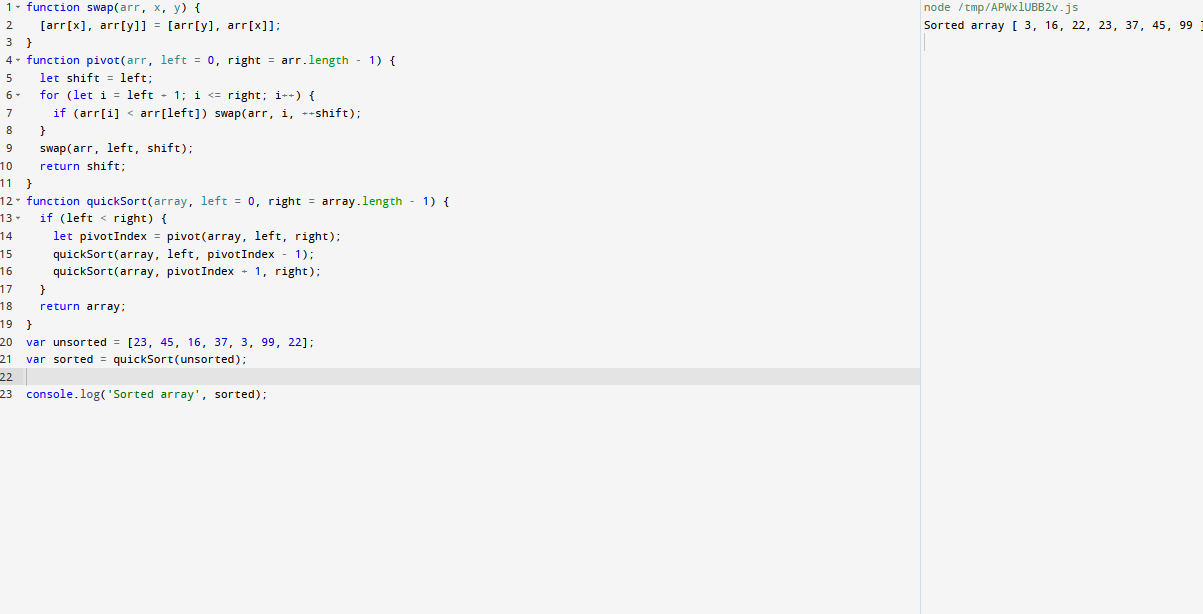 1 function swap(arr, x, y) {
2   [arr[x], arr[y]] = [arr[y], arr[x]];
3 }
4 function pivot(arr, left = 0, right = arr.length - 1) {
5   let shift = left;
6   for (let i = left + 1; i <= right; i++) {
7     if (arr[i] < arr[left]) swap(arr, i, ++shift);
8   }
9   swap(arr, left, shift);
10   return shift;
11 }
12 function quickSort(array, left = 0, right = array.length - 1) {
13   if (left < right) {
14     let pivotIndex = pivot(array, left, right);
15     quickSort(array, left, pivotIndex - 1);
16     quickSort(array, pivotIndex + 1, right);
17   }
18   return array;
19 }
20 var unsorted = [23, 45, 16, 37, 3, 99, 22];
21 var sorted = quickSort(unsorted);
22
23 console.log('Sorted array', sorted);
node /tmp/APWxlUBB2v.js
Sorted array [ 3, 16, 22, 23, 37, 45, 99 ]